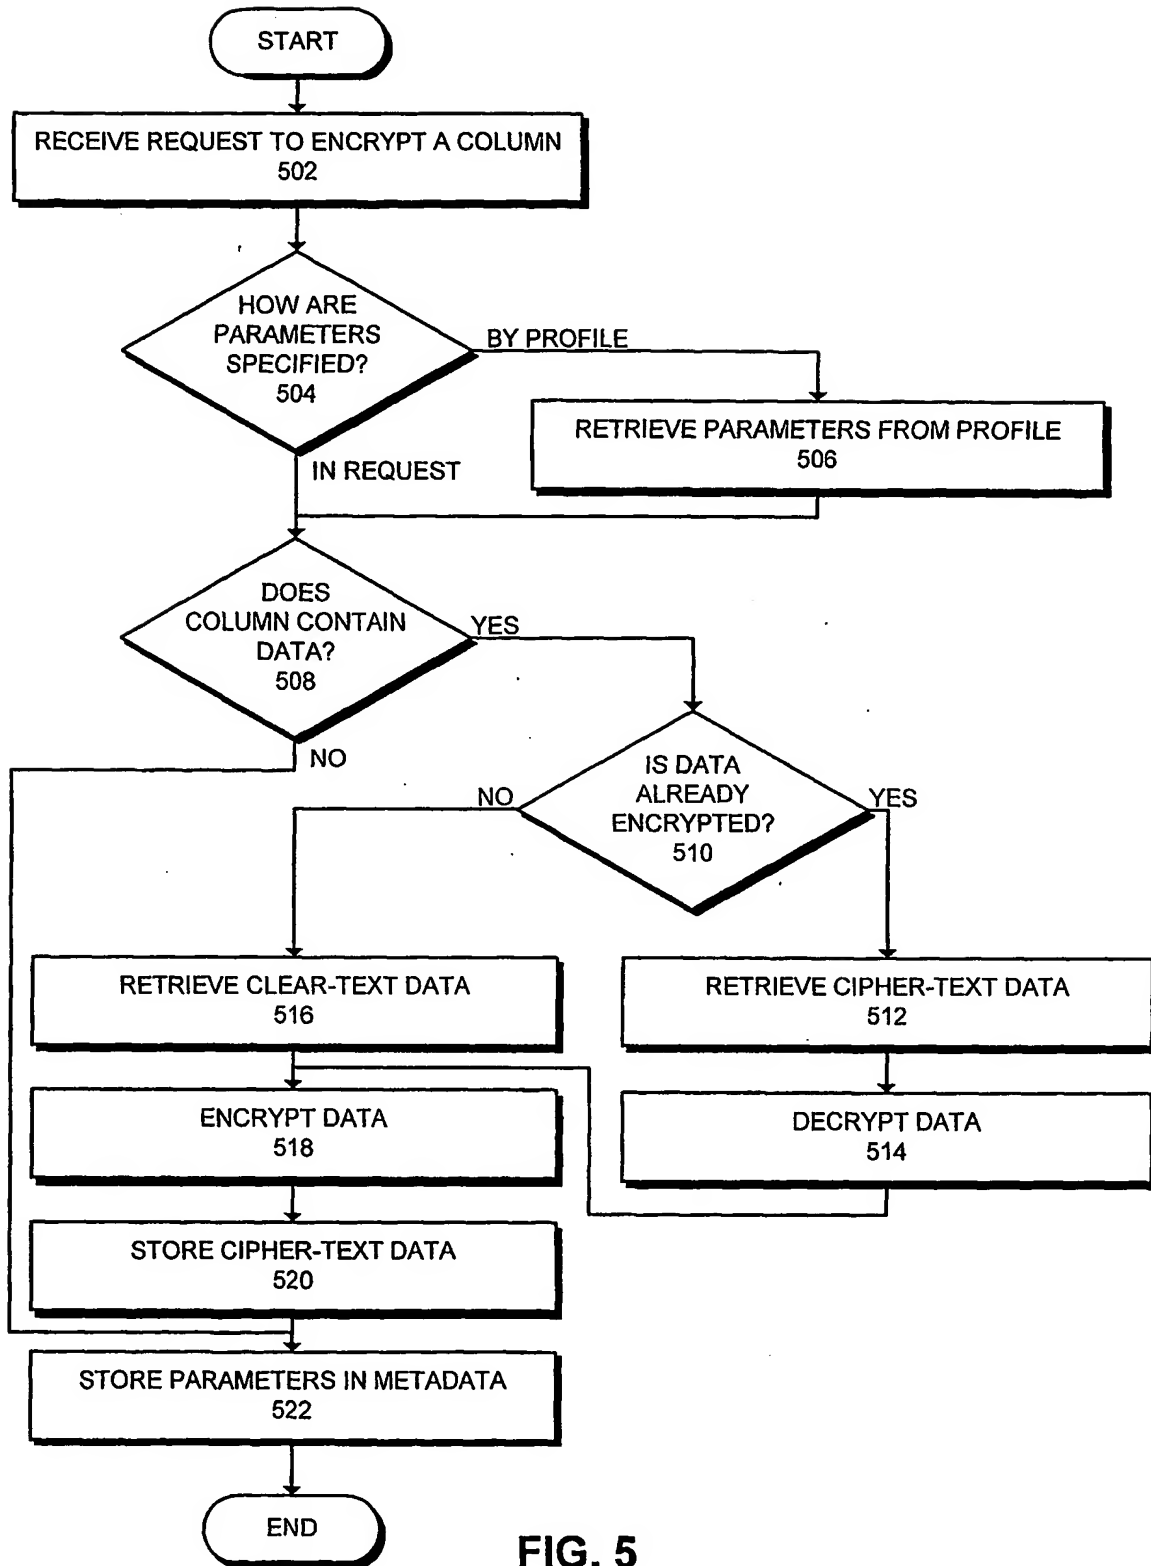 START
RECEIVE REQUEST TO ENCRYPT A COLUMN
502
HOW ARE
PARAMETERS
SPECIFIED?
504
BY PROFILE
RETRIEVE PARAMETERS FROM PROFILE
506
IN REQUEST
DOES
COLUMN CONTAIN
DATA?
508
YES
NO
IS DATA
ALREADY
ENCRYPTED?
510
NO
YES
RETRIEVE CLEAR-TEXT DATA
516
RETRIEVE CIPHER-TEXT DATA
512
ENCRYPT DATA
518
DECRYPT DATA
514
STORE CIPHER-TEXT DATA
520
STORE PARAMETERS IN METADATA
522
END
FIG. 5